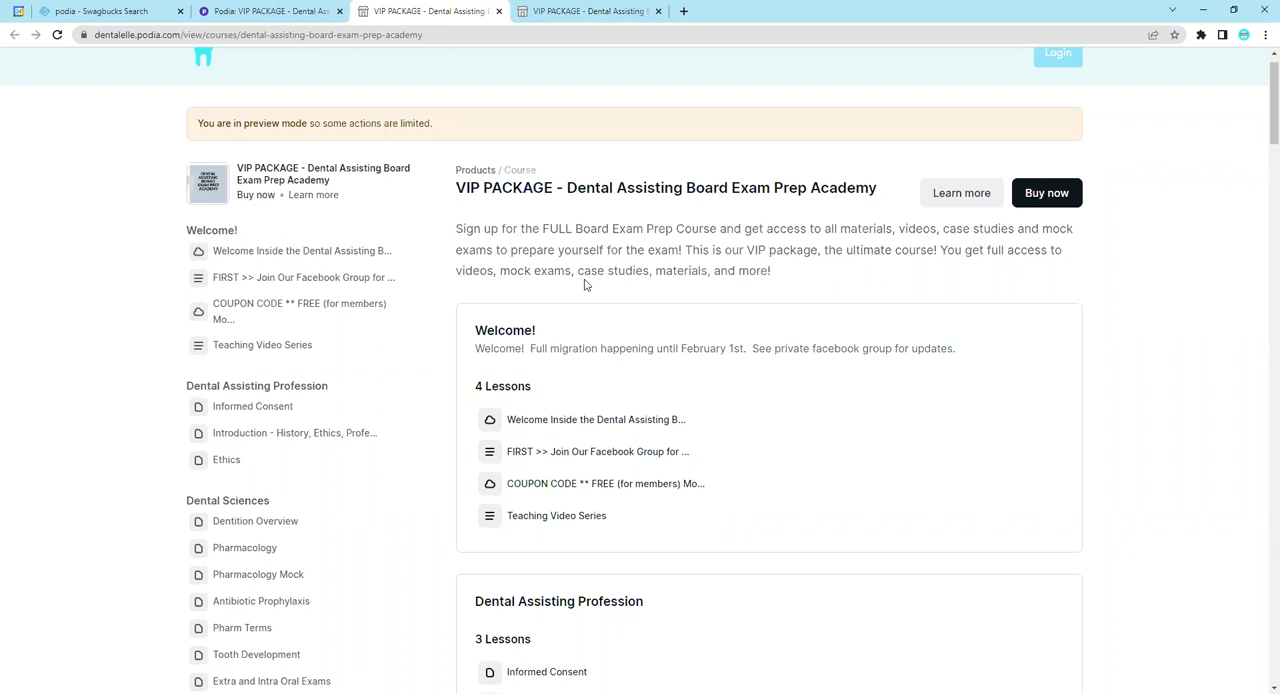 podia - Swagbucks Search
Podia: VIP PACKAGE - Dental Ass
VIP PACKAGE - Dental Assisting
VIP PACKAGE - Dental Assisting
dentalelle.podia.com/view/courses/dental-assisting-board-exam-prep-academy
Login
You are in preview mode so some actions are limited.
DENTAL ASSISTING BOARD EXAM PREP ACADEMY
VIP PACKAGE - Dental Assisting Board
Exam Prep Academy
Buy now • Learn more
Welcome!
Welcome Inside the Dental Assisting B...
FIRST >> Join Our Facebook Group for ...
COUPON CODE ** FREE (for members)
Mo...
Teaching Video Series
Dental Assisting Profession
Informed Consent
Introduction - History, Ethics, Profe...
Ethics
Dental Sciences
Dentition Overview
Pharmacology
Pharmacology Mock
Antibiotic Prophylaxis
Pharm Terms
Tooth Development
Extra and Intra Oral Exams
Products / Course
VIP PACKAGE - Dental Assisting Board Exam Prep Academy
Learn more
Buy now
Sign up for the FULL Board Exam Prep Course and get access to all materials, videos, case studies and mock
exams to prepare yourself for the exam! This is our VIP package, the ultimate course! You get full access to
videos, mock exams, case studies, materials, and more!
Welcome!
Welcome! Full migration happening until February 1st. See private facebook group for updates.
4 Lessons
Welcome Inside the Dental Assisting B...
FIRST >> Join Our Facebook Group for ...
COUPON CODE ** FREE (for members) Mo...
Teaching Video Series
Dental Assisting Profession
3 Lessons
Informed Consent